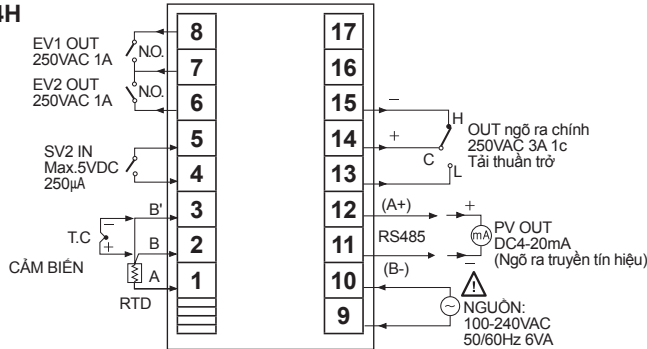 4H
EV1 OUT
250VAC 1A
N.O.
EV2 OUT
250VAC 1A
N.O.
SV2 IN
Max.5VDC
250µA
B'
T.C
B
CẢM BIẾN
A
RTD
−
+
8
7
6
5
4
3
2
1
17
16
15
14
13
12
11
10
9
−
H
+
OUT ngõ ra chính
250VAC 3A 1c
Tải thuần trở
C
L
(A+)
+
RS485
mA
PV OUT
DC4-20mA
(Ngõ ra truyền tín hiệu)
(B-)
−
!
~
NGUỒN:
100-240VAC
50/60Hz 6VA